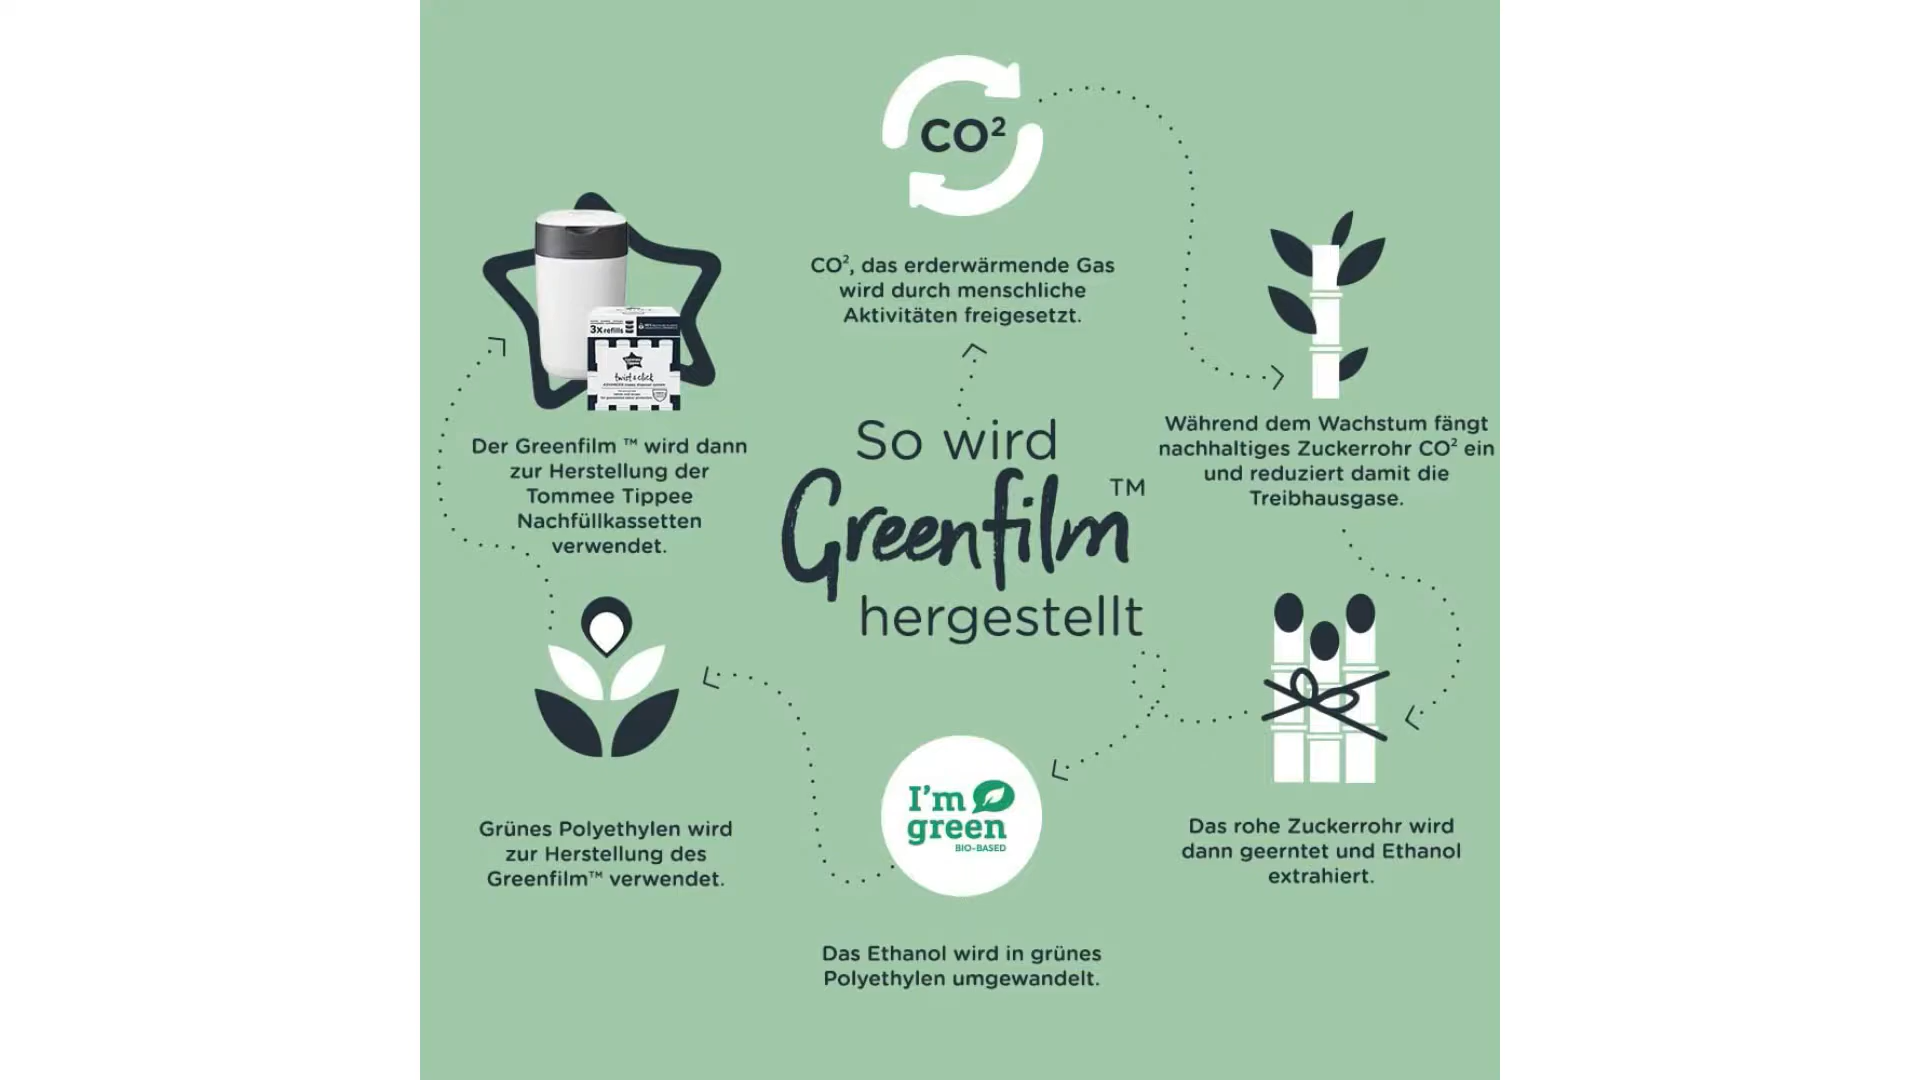 CO²
CO², das erderwärmende Gas
wird durch menschliche
Aktivitäten freigesetzt.
Während dem Wachstum fängt
nachhaltiges Zuckerrohr CO² ein
und reduziert damit die
Treibhausgase.
Das rohe Zuckerrohr wird
dann geerntet und Ethanol
extrahiert.
I'm
green
BIO-BASED
Das Ethanol wird in grünes
Polyethylen umgewandelt.
Grünes Polyethylen wird
zur Herstellung des
Greenfilm™ verwendet.
3x refills
twist & click
Der Greenfilm ™ wird dann
zur Herstellung der
Tommee Tippee
Nachfüllkassetten
verwendet.
So wird
Greenfilm™
hergestellt